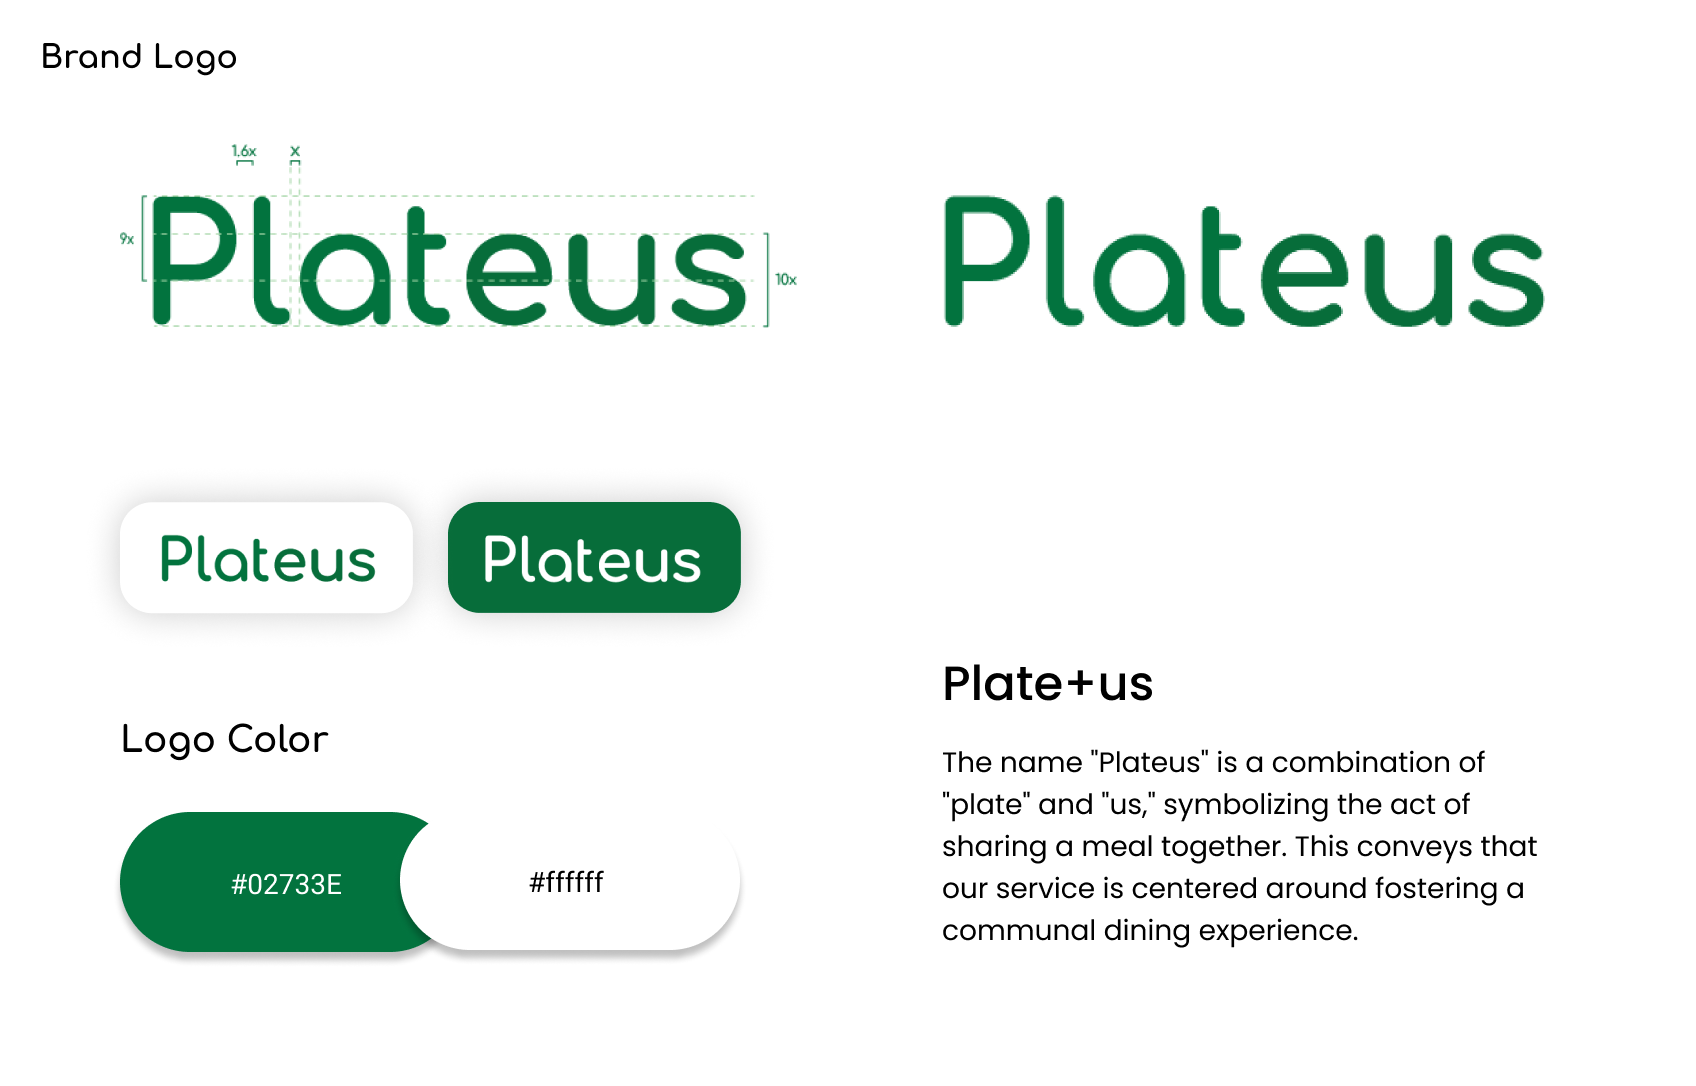 Brand Logo
1.6x
x
9x
Plateus
10x
Plateus
Plateus
Plateus
Logo Color
#02733E
#ffffff
Plate+us
The name "Plateus" is a combination of
"plate" and "us," symbolizing the act of
sharing a meal together. This conveys that
our service is centered around fostering a
communal dining experience.